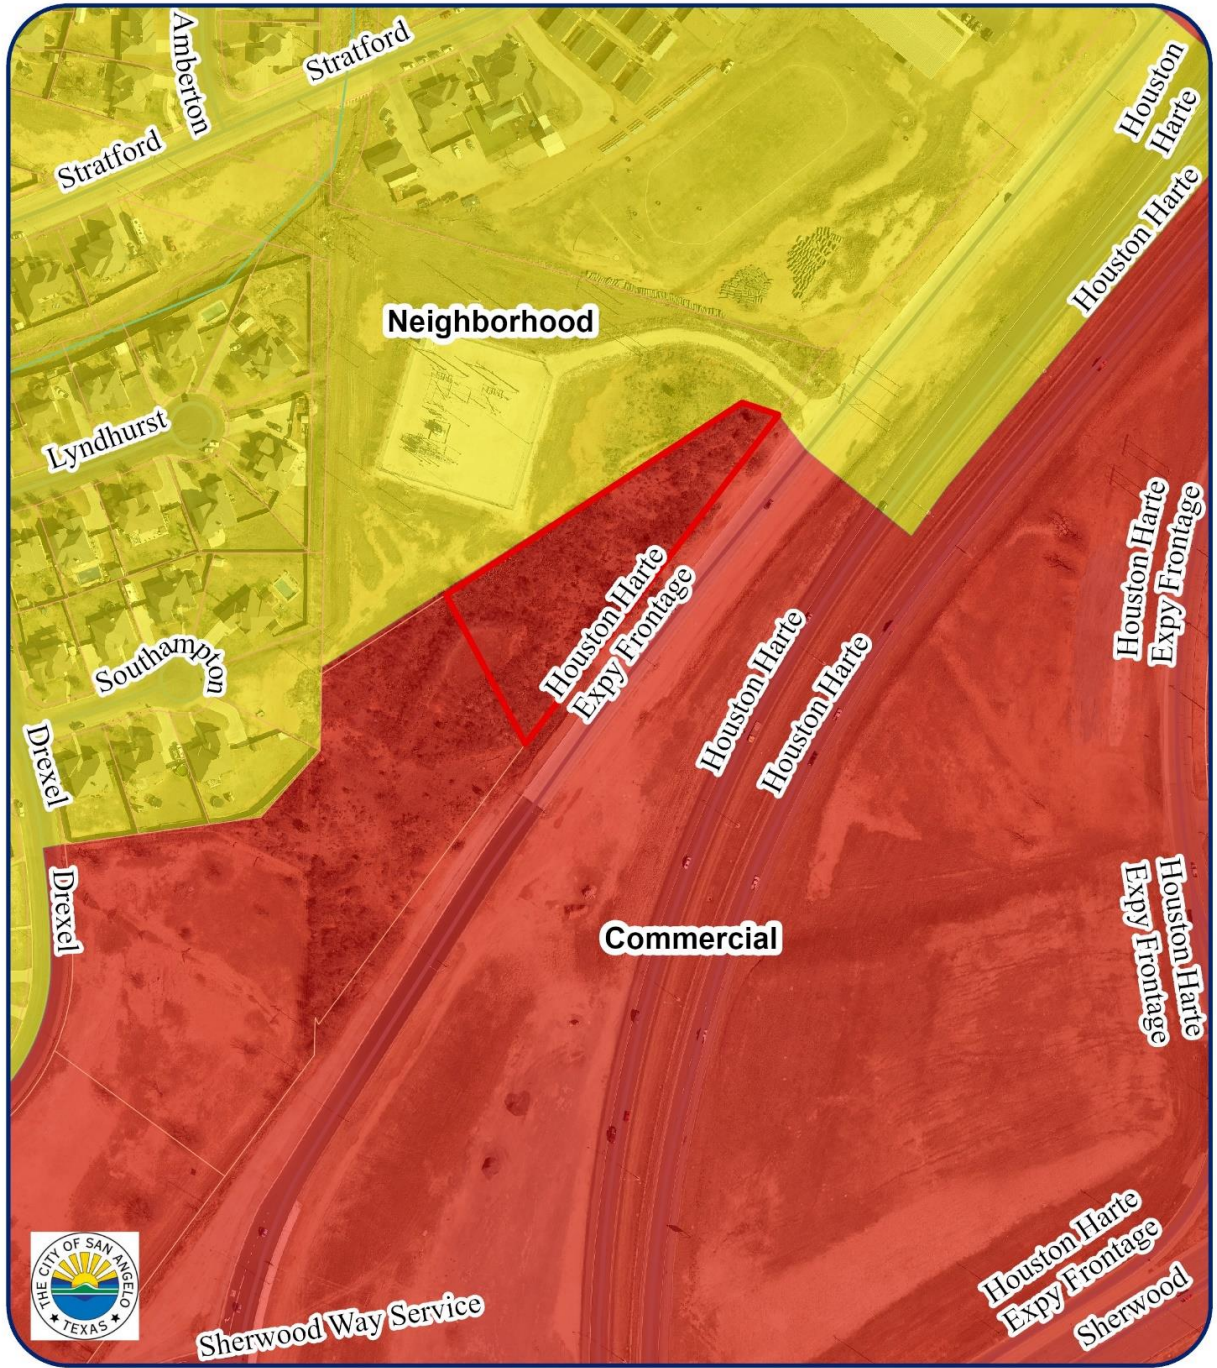 Amberton
Stratford
Stratford
Houston
Harte
Houston Harte
Neighborhood
Lyndhurst
Houston Harte
Expy Frontage
Houston Harte
Expy Frontage
Houston Harte
Houston Harte
Southampton
Drexel
Drexel
Houston Harte
Expy Frontage
Commercial
Houston Harte
Expy Frontage
Sherwood
Sherwood Way Service
THE CITY OF SAN ANGELO
TEXAS